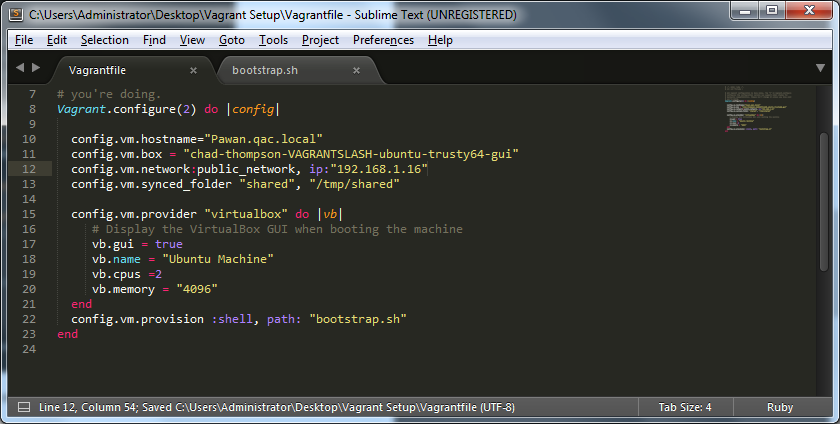 C:\Users\Administrator\Desktop\Vagrant Setup\Vagrantfile - Sublime Text (UNREGISTERED)
File Edit Selection Find View Goto Tools Project Preferences Help
Vagrantfile × bootstrap.sh ×
7 # you're doing.
8 Vagrant.configure(2) do |config|
9
10 config.vm.hostname="Pawan.qac.local"
11 config.vm.box = "chad-thompson-VAGRANTSLASH-ubuntu-trusty64-gui"
12 config.vm.network:public_network, ip:"192.168.1.16"
13 config.vm.synced_folder "shared", "/tmp/shared"
14
15 config.vm.provider "virtualbox" do |vb|
16 # Display the VirtualBox GUI when booting the machine
17 vb.gui = true
18 vb.name = "Ubuntu Machine"
19 vb.cpus =2
20 vb.memory = "4096"
21 end
22 config.vm.provision :shell, path: "bootstrap.sh"
23 end
24
Line 12, Column 54; Saved C:\Users\Administrator\Desktop\Vagrant Setup\Vagrantfile (UTF-8) Tab Size: 4 Ruby